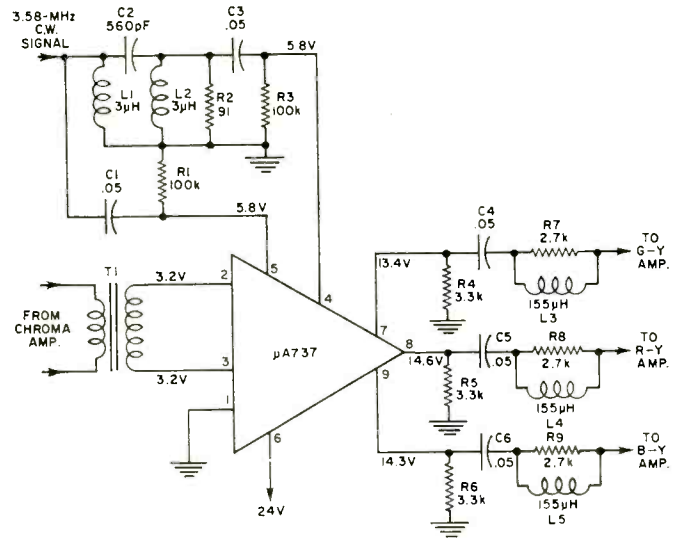 3.58-MHz
C.W.
SIGNAL
C2
560pF
C3
.05
5.8V
L1
3μH
L2
3μH
R2
91
R3
100k
R1
100k
C1
.05
5.8V
T1
3.2V
FROM
CHROMA
AMP.
3.2V
2
5
4
3
1
6
7
8
9
μA737
24V
13.4V
R4
3.3k
C4
.05
R7
2.7k
155μH
L3
TO
G-Y
AMP.
14.6V
R5
3.3k
C5
.05
R8
2.7k
155μH
L4
TO
R-Y
AMP.
14.3V
R6
3.3k
C6
.05
R9
2.7k
155μH
L5
TO
B-Y
AMP.